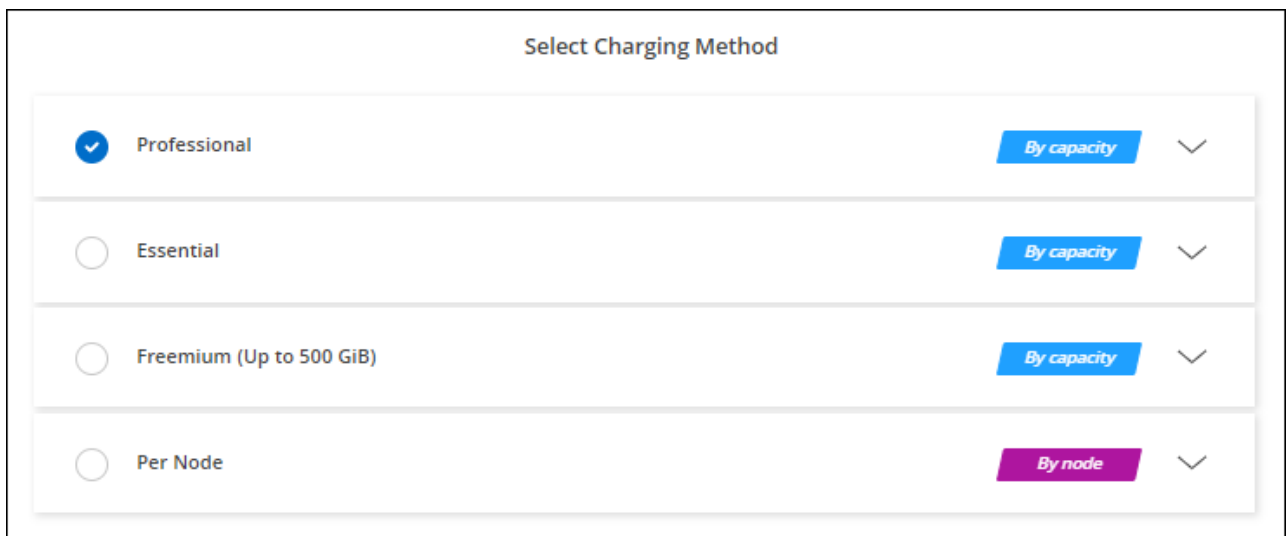 Select Charging Method
Professional By capacity
Essential By capacity
Freemium (Up to 500 GiB) By capacity
Per Node By node